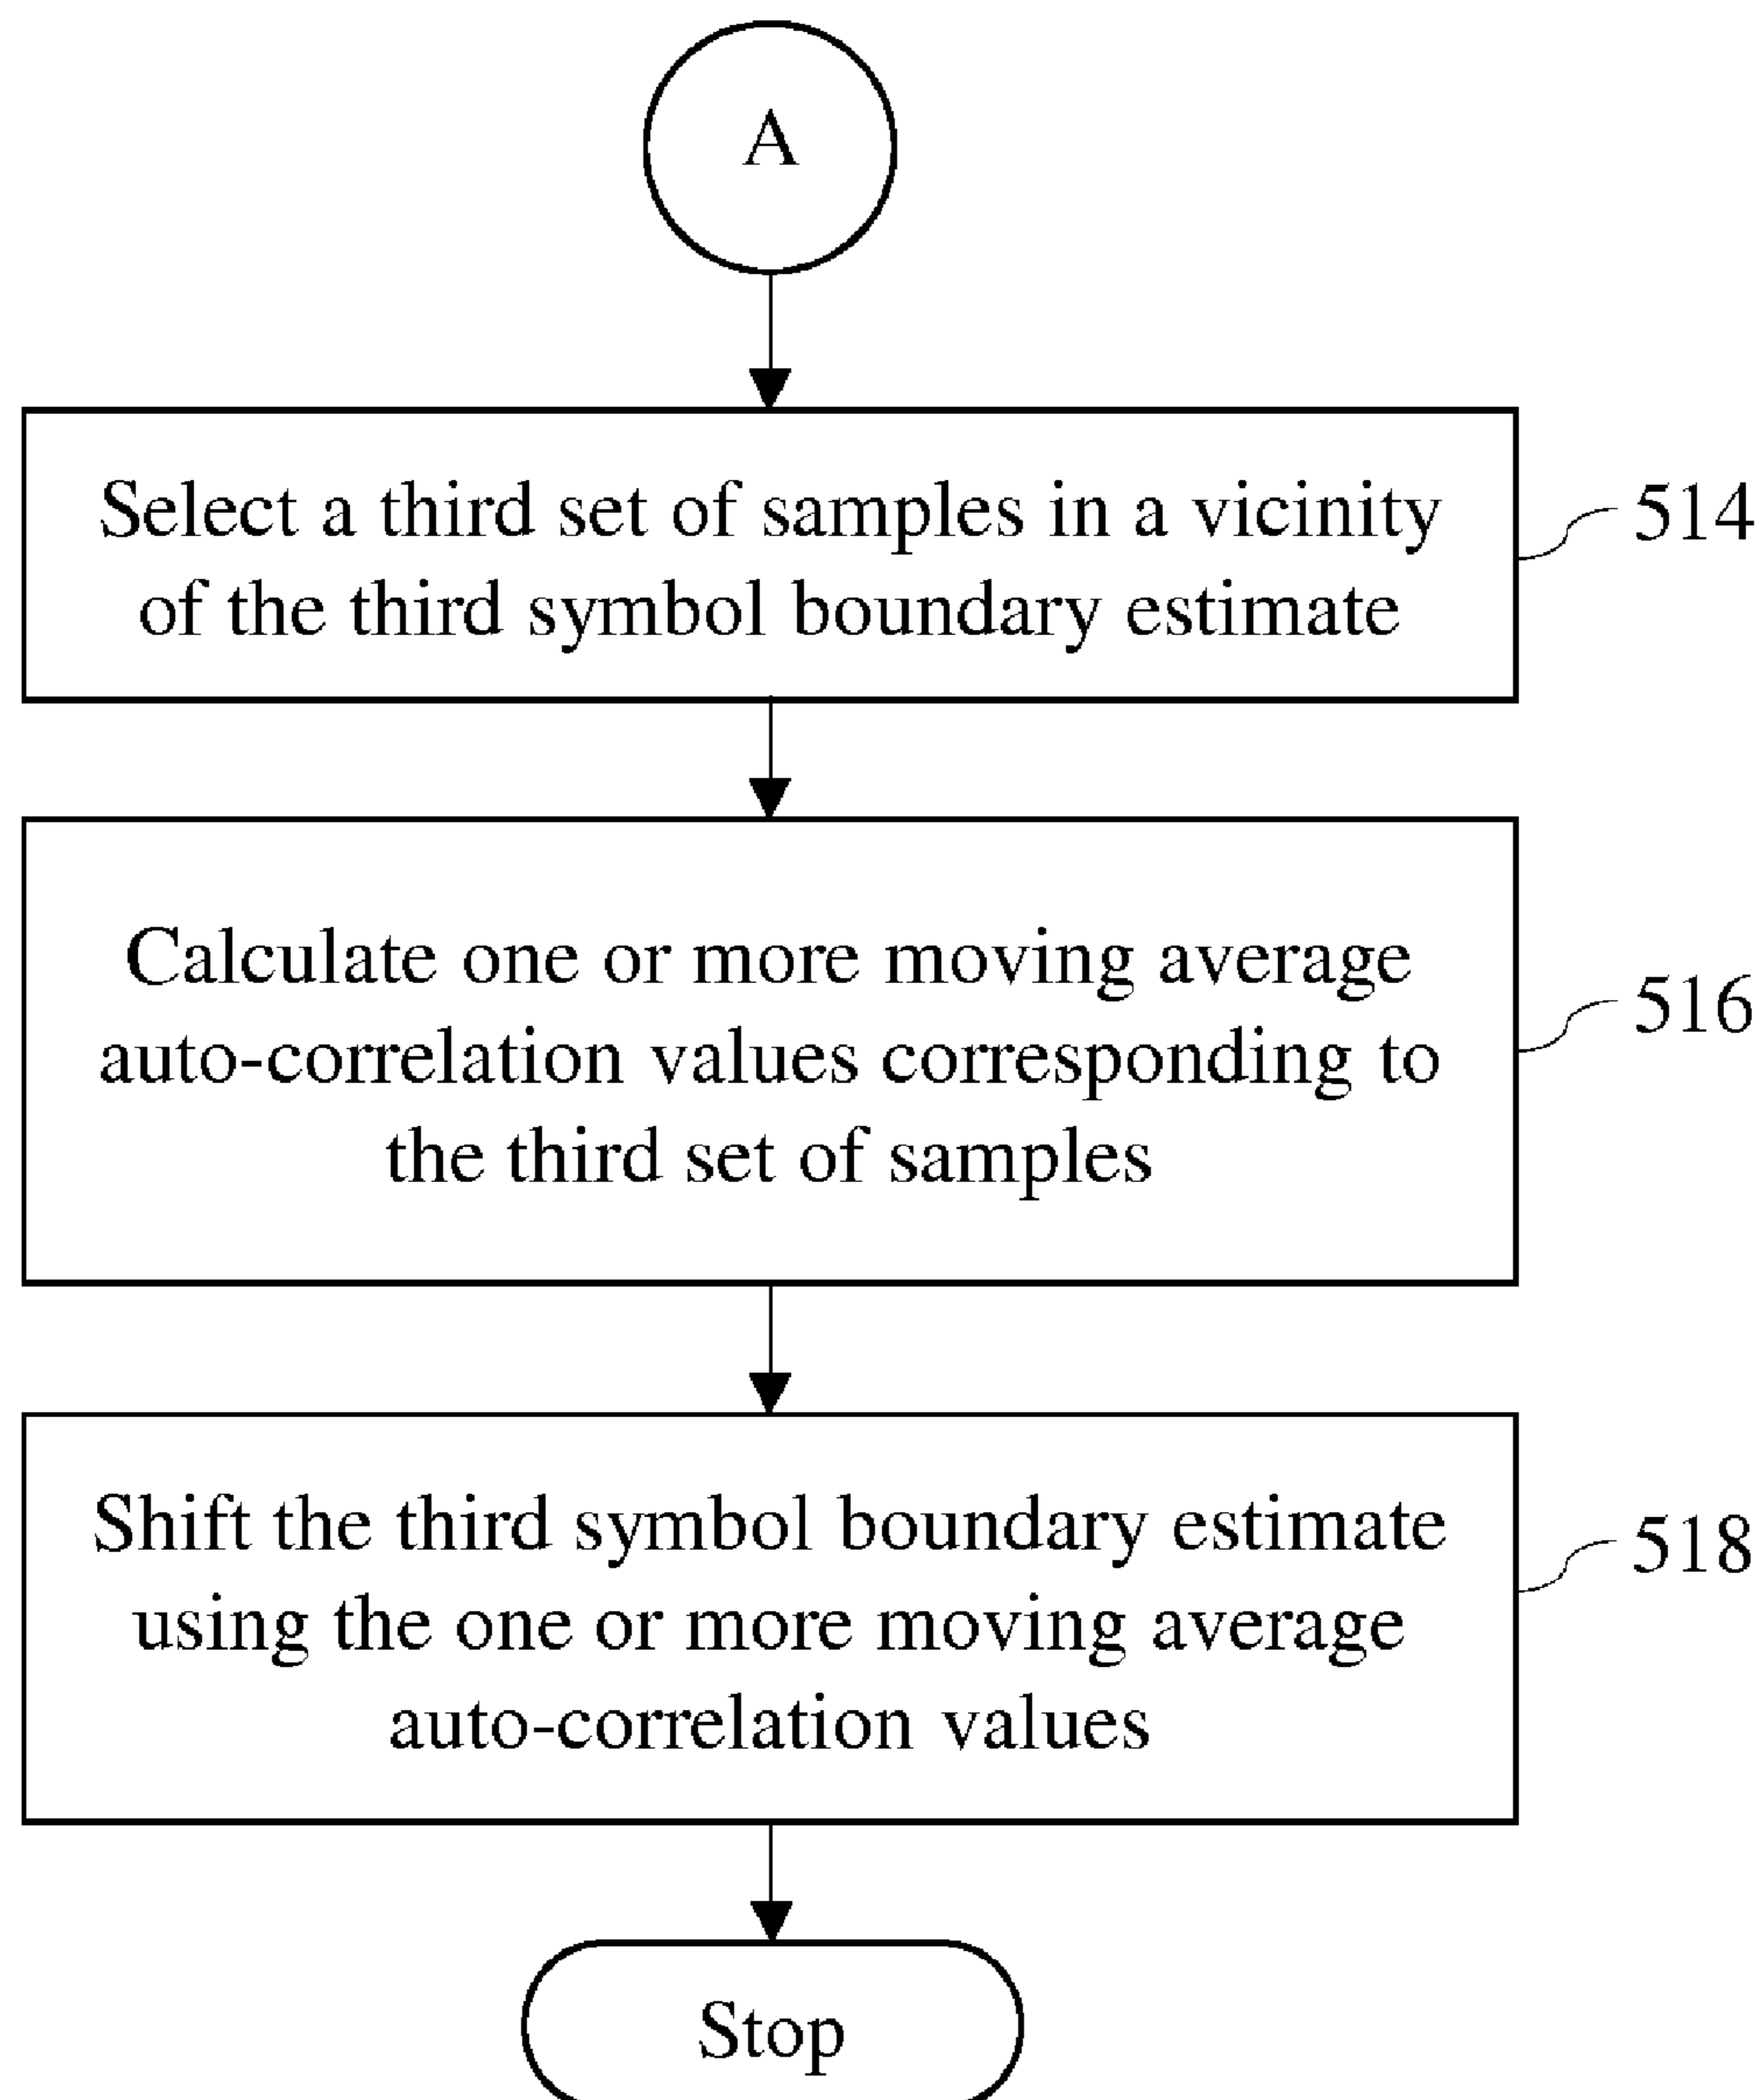 A
Select a third set of samples in a vicinity
of the third symbol boundary estimate
514
Calculate one or more moving average
auto-correlation values corresponding to
the third set of samples
516
Shift the third symbol boundary estimate
using the one or more moving average
auto-correlation values
518
Stop